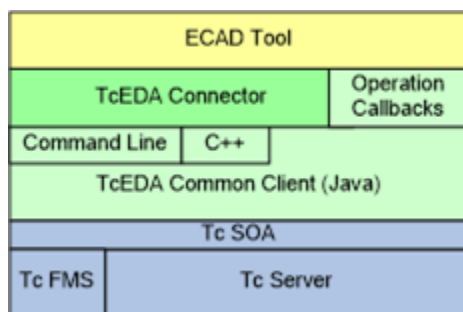 ECAD Tool
TcEDA Connector
Operation
Callbacks
Command Line
C++
TcEDA Common Client (Java)
Tc SOA
Tc FMS
Tc Server